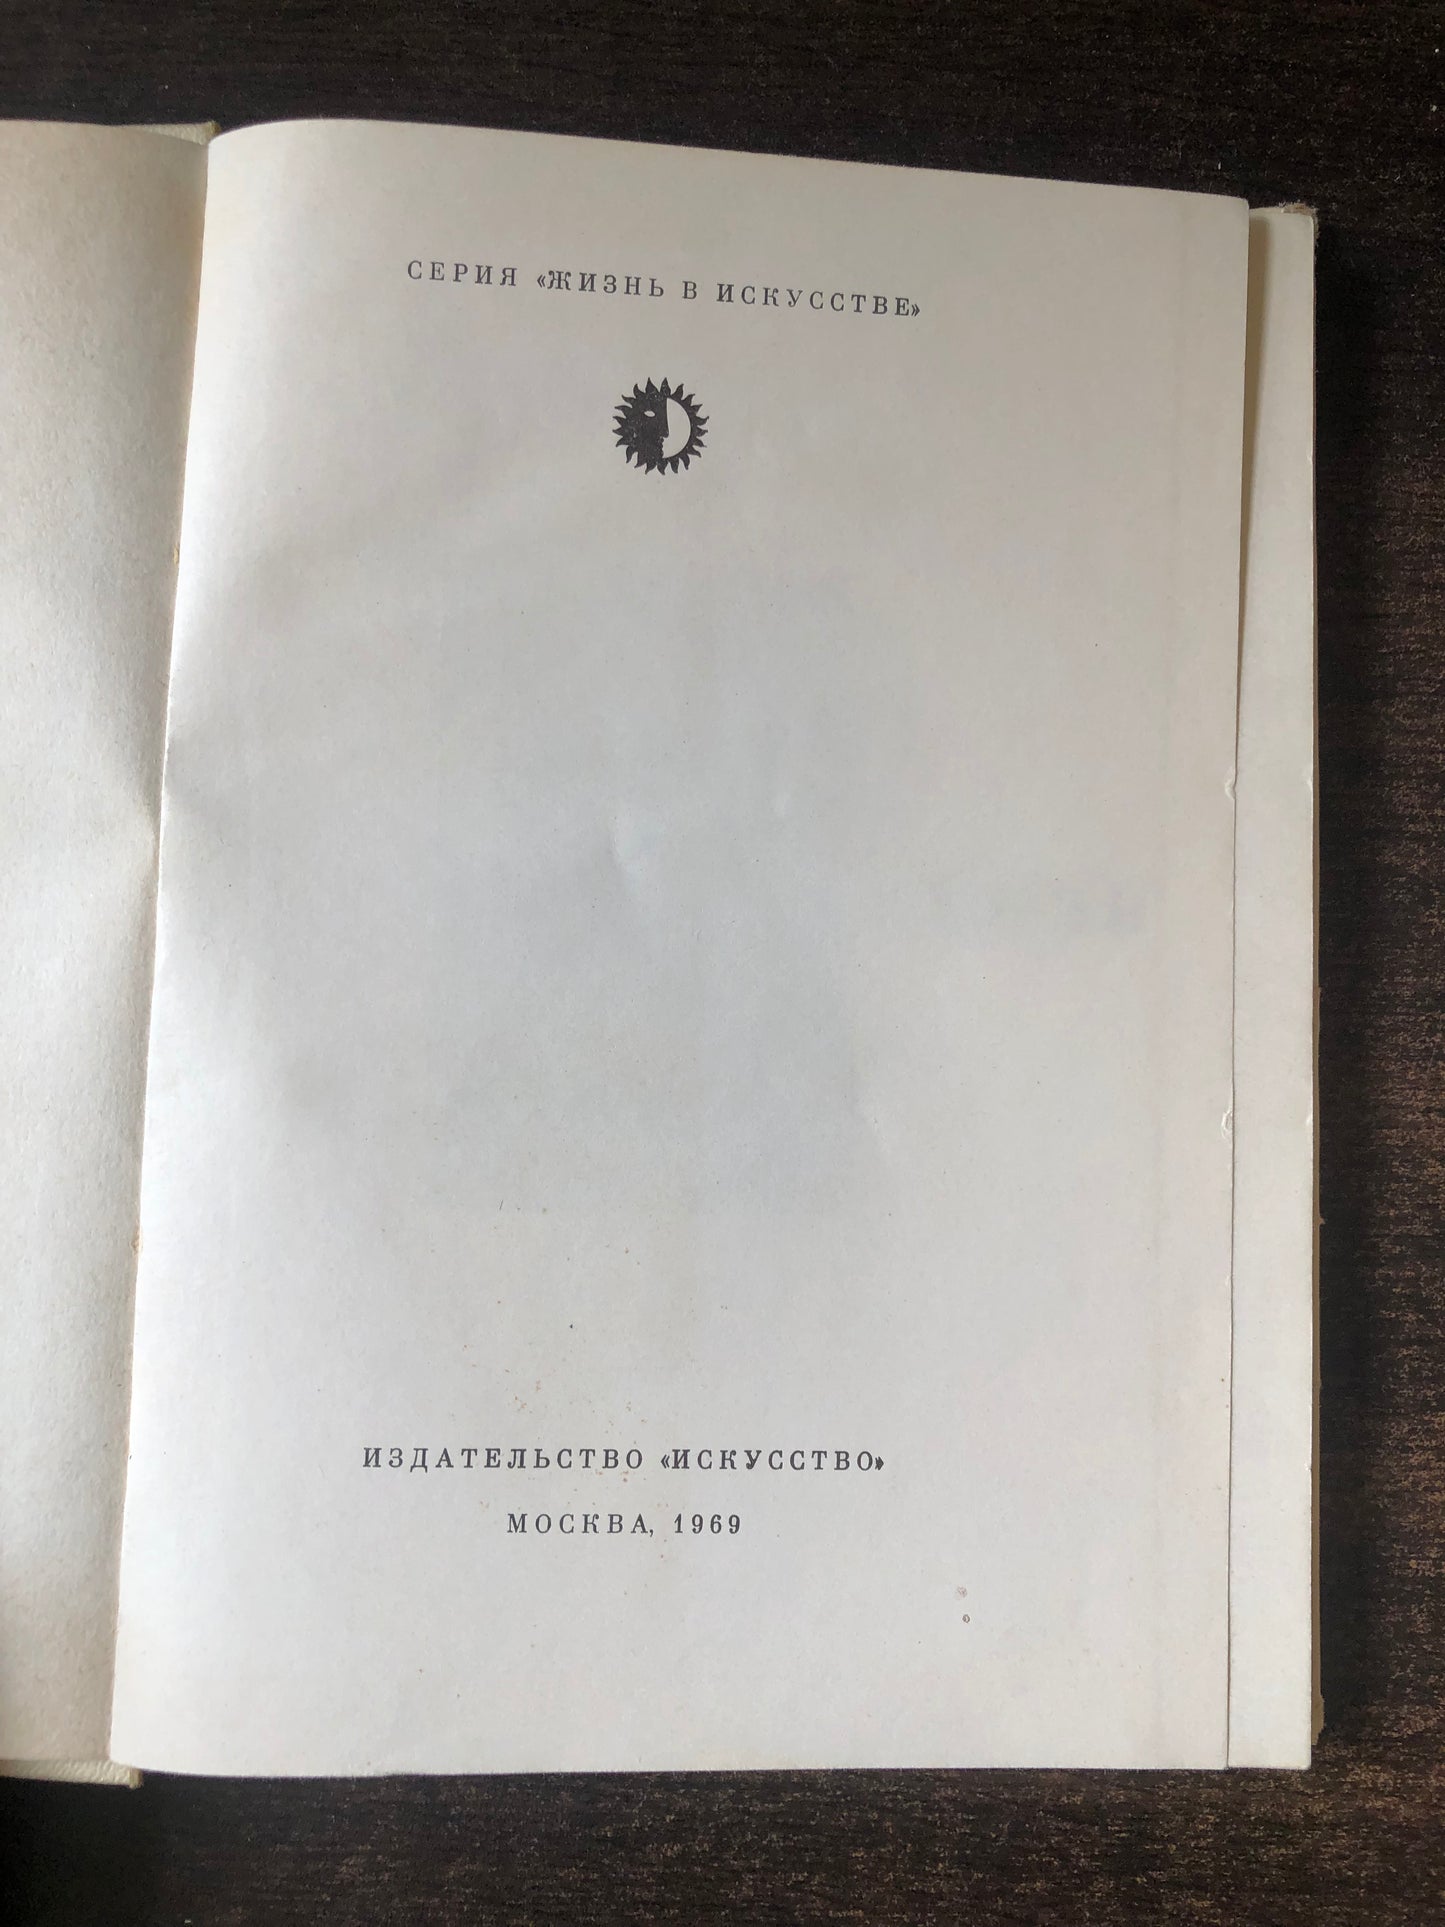 СЕРИЯ «ЖИЗНЬ В ИСКУССТВЕ»
ИЗДАТЕЛЬСТВО «ИСКУССТВО»
МОСКВА, 1969